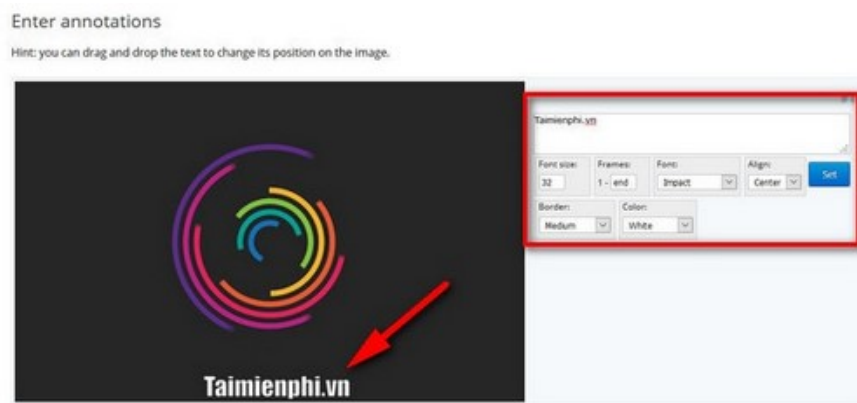 Enter annotations
Hint: you can drag and drop the text to change its position on the image.
Taimienphi.vn
Font size: Frames: Font: Align:
32 1 - end Impact Center Set
Border: Color:
Medium White
Taimienphi.vn